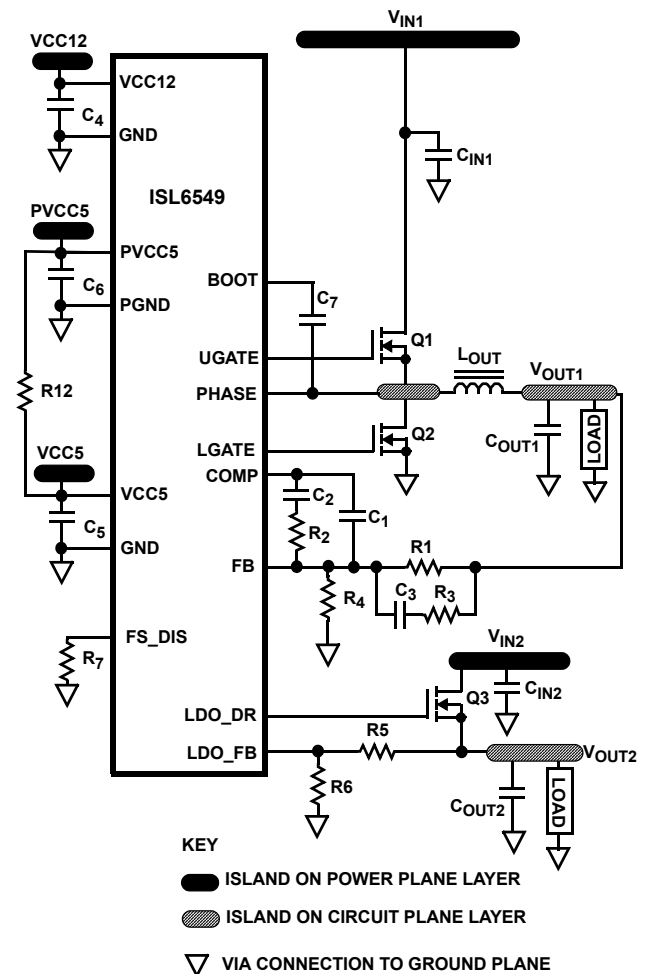 VIN1
VCC12
VCC12
C4
GND
CIN1
ISL6549
PVCC5
PVCC5
C6
PGND
BOOT
C7
UGATE
Q1
LOUT
VOUT1
PHASE
R12
LGATE
Q2
COUT1
LOAD
VCC5
VCC5
COMP
C2
C1
R2
C5
GND
FB
R1
R4
C3
R3
FS_DIS
R7
VIN2
CIN2
Q3
LDO_DR
R5
LDO_FB
VOUT2
R6
COUT2
LOAD
KEY
ISLAND ON POWER PLANE LAYER
ISLAND ON CIRCUIT PLANE LAYER
VIA CONNECTION TO GROUND PLANE